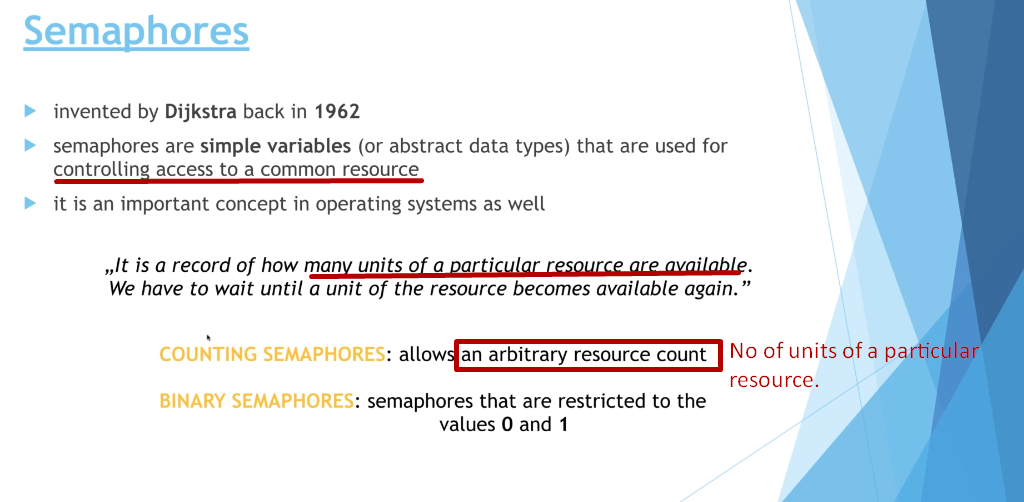 Semaphores
invented by Dijkstra back in 1962
semaphores are simple variables (or abstract data types) that are used for
controlling access to a common resource
it is an important concept in operating systems as well
„It is a record of how many units of a particular resource are available.
We have to wait until a unit of the resource becomes available again.”
COUNTING SEMAPHORES: allows an arbitrary resource count
No of units of a particular
resource.
BINARY SEMAPHORES: semaphores that are restricted to the
values 0 and 1